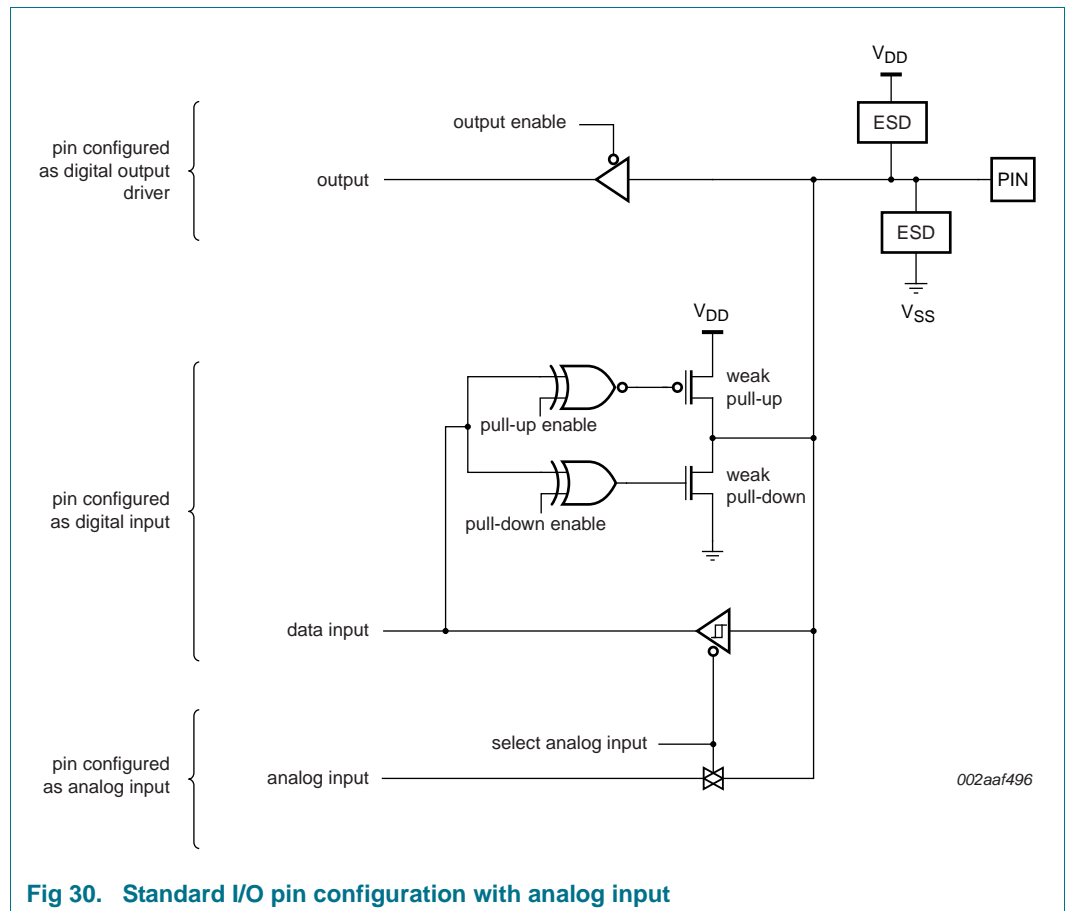 VDD
ESD
output enable
pin configured
as digital output
driver
output
PIN
ESD
VSS
VDD
weak
pull-up
pull-up enable
weak
pull-down
pin configured
as digital input
pull-down enable
data input
select analog input
pin configured
as analog input
analog input
002aaf496
Fig 30. Standard I/O pin configuration with analog input